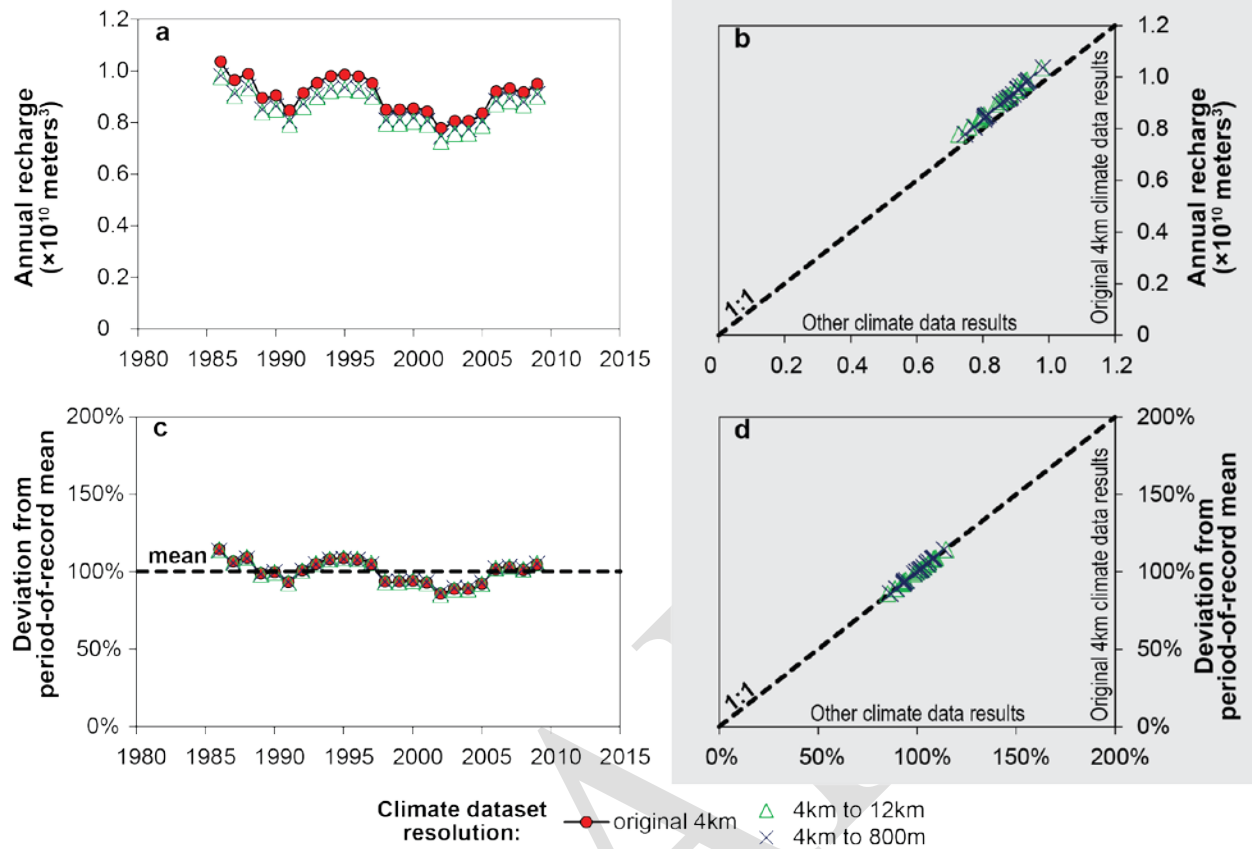 a
1.2
1.0
0.8
0.6
0.4
0.2
0
Annual recharge
(×10¹⁰ meters³)
1980 1985 1990 1995 2000 2005 2010 2015
b
1:1
Other climate data results
Original 4km climate data results
1.2
1.0
0.8
0.6
0.4
0.2
0
Annual recharge
(×10¹⁰ meters³)
0 0.2 0.4 0.6 0.8 1.0 1.2
c
200%
150%
100%
50%
0%
mean
Deviation from
period-of-record mean
1980 1985 1990 1995 2000 2005 2010 2015
d
1:1
Other climate data results
Original 4km climate data results
200%
150%
100%
50%
0%
Deviation from
period-of-record mean
0% 50% 100% 150% 200%
Climate dataset
resolution:
original 4km
4km to 12km
4km to 800m